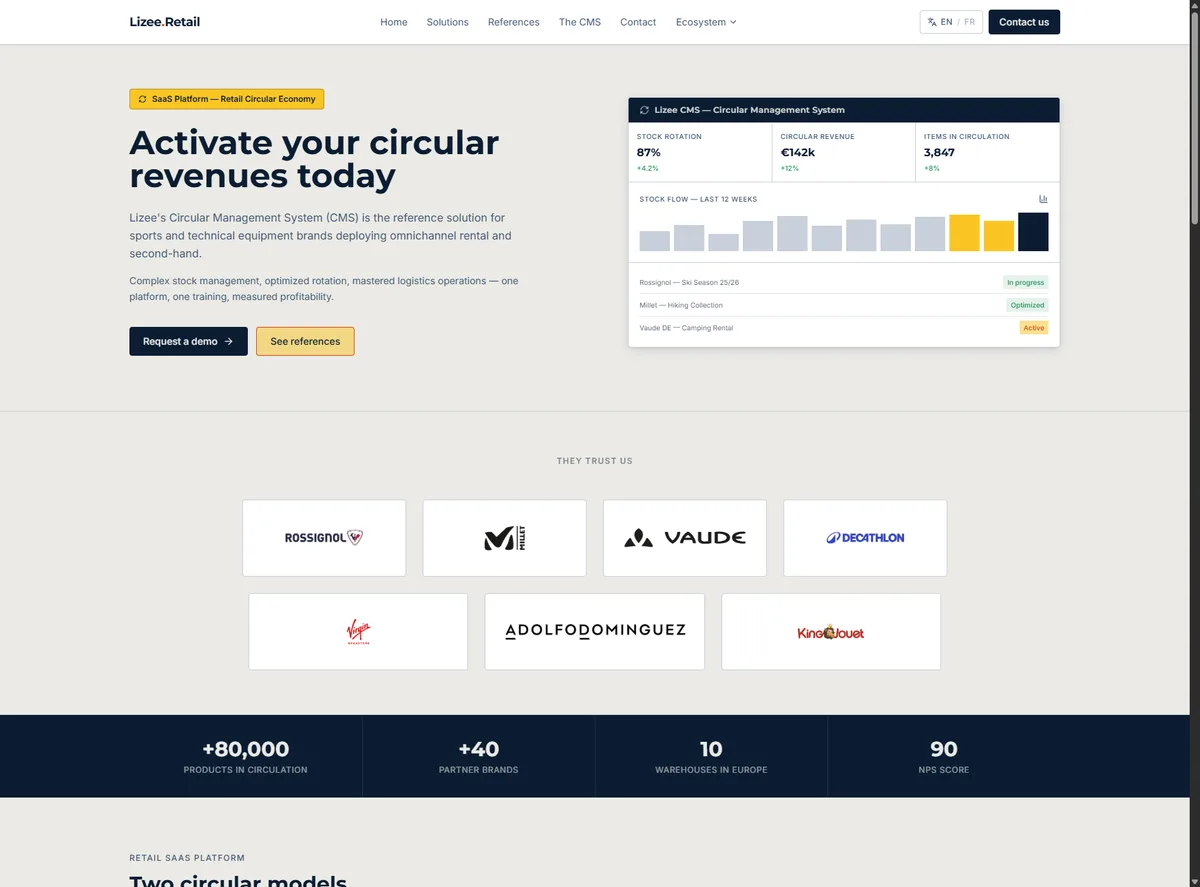 Lizee.Retail
Home
Solutions
References
The CMS
Contact
Ecosystem
EN / FR
Contact us
SaaS Platform — Retail Circular Economy
Activate your circular
revenues today
Lizee's Circular Management System (CMS) is the reference solution for
sports and technical equipment brands deploying omnichannel rental and
second-hand.
Complex stock management, optimized rotation, mastered logistics operations — one
platform, one training, measured profitability.
Request a demo →
See references
Lizee CMS — Circular Management System
STOCK ROTATION
87%
+4.2%
CIRCULAR REVENUE
€142k
+12%
ITEMS IN CIRCULATION
3,847
+8%
STOCK FLOW — LAST 12 WEEKS
Rossignol — Ski Season 25/26
In progress
Millet — Hiking Collection
Optimized
Vaude DE — Camping Rental
Active
THEY TRUST US
ROSSIGNOL
MILLET
VAUDE
DECATHLON
Virgin
ADOLFODOMINGUEZ
King Jouet
+80,000
PRODUCTS IN CIRCULATION
+40
PARTNER BRANDS
10
WAREHOUSES IN EUROPE
90
NPS SCORE
RETAIL SAAS PLATFORM
Two circular models